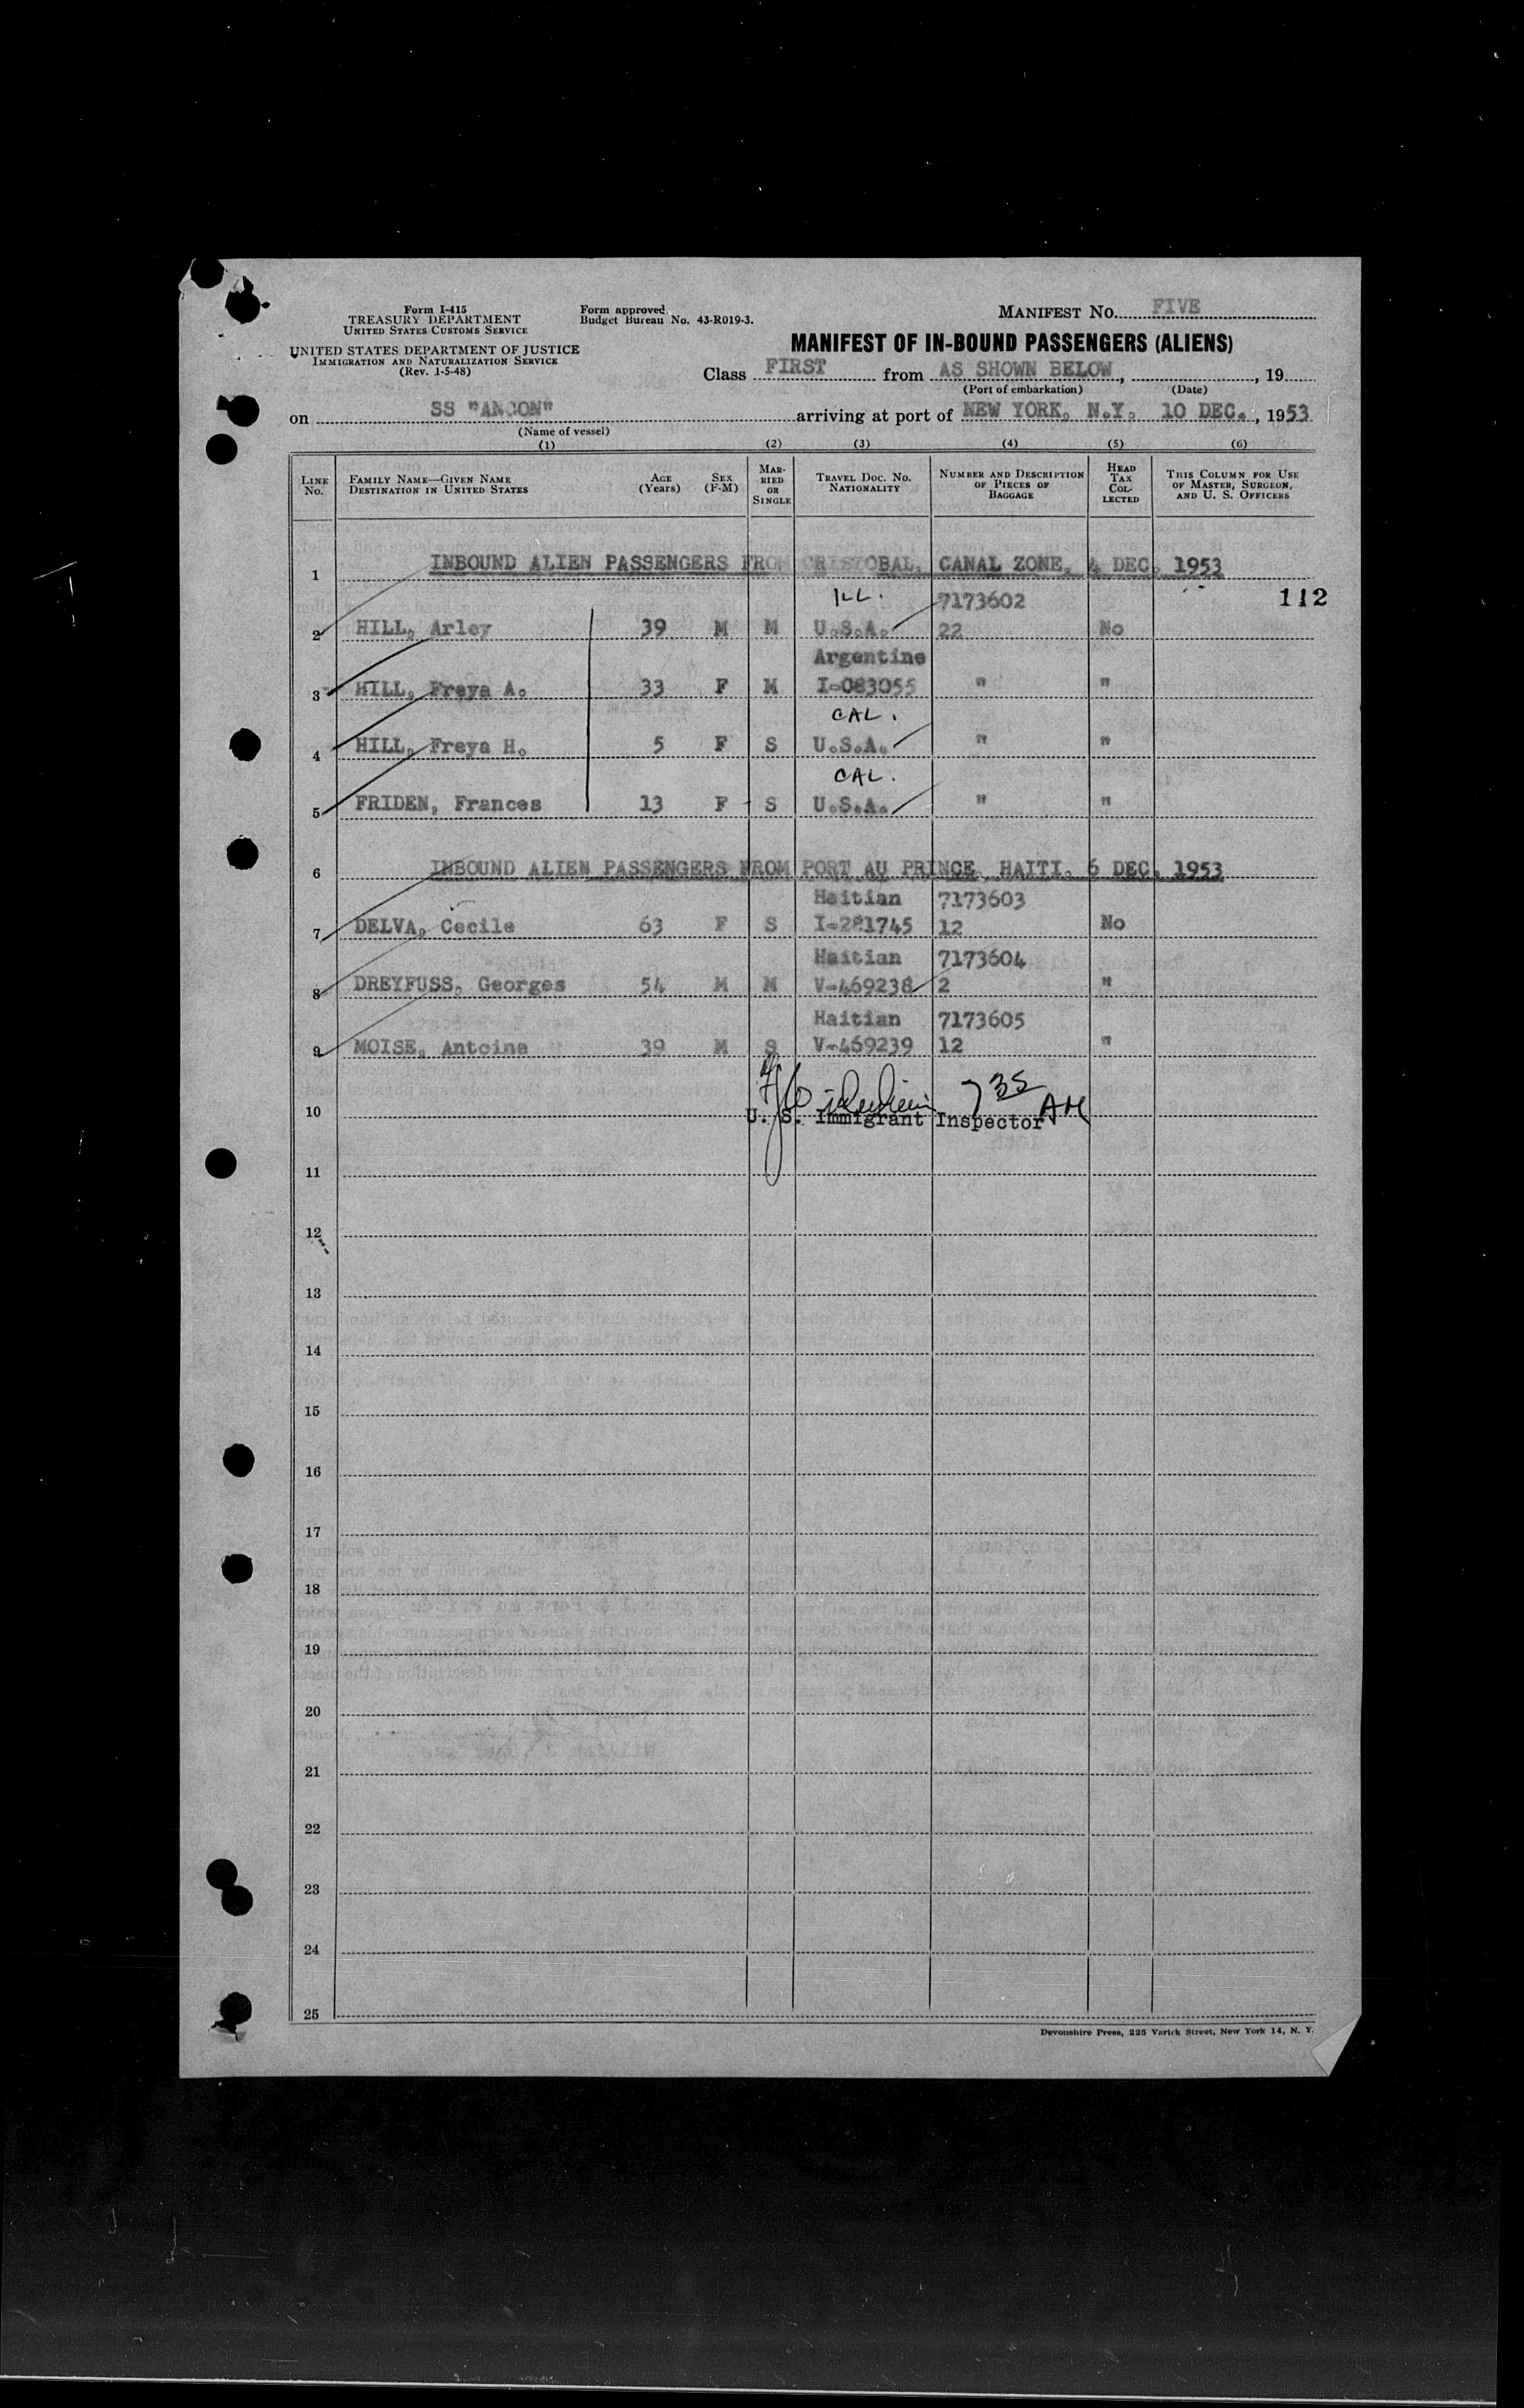 Form I-415
TREASURY DEPARTMENT
UNITED STATES CUSTOMS SERVICE
UNITED STATES DEPARTMENT OF JUSTICE
IMMIGRATION AND NATURALIZATION SERVICE
(Rev. 1-5-48)
Form approved
Budget Bureau No. 43-R019-3.
MANIFEST No. FIVE
MANIFEST OF IN-BOUND PASSENGERS (ALIENS)
Class FIRST from AS SHOWN BELOW, , 19
(Port of embarkation) (Date)
on SS "ANCON" arriving at port of NEW YORK. N.Y. 10 DEC., 1953
(Name of vessel)
(1) (2) (3) (4) (5) (6)
LINE No. FAMILY NAME—GIVEN NAME DESTINATION IN UNITED STATES AGE (Years) SEX (F-M) MARRIED OR SINGLE TRAVEL DOC. NO. NATIONALITY NUMBER AND DESCRIPTION OF PIECES OF BAGGAGE HEAD TAX COLLECTED THIS COLUMN FOR USE OF MASTER, SURGEON, AND U. S. OFFICERS
1 INBOUND ALIEN PASSENGERS FROM CRISTOBAL, CANAL ZONE, 4 DEC. 1953
ILL. 7173602 112
2 HILL, Arley 39 M M U.S.A. 22 No
Argentine
3 HILL, Freya A. 33 F M I-083055 " "
CAL.
4 HILL, Freya H. 5 F S U.S.A. " "
CAL.
5 FRIDEN, Frances 13 F S U.S.A. " "
6 INBOUND ALIEN PASSENGERS FROM PORT AU PRINCE, HAITI. 6 DEC. 1953
Haitian 7173603
7 DELVA, Cecile 63 F S I-281745 12 No
Haitian 7173604
8 DREYFUSS, Georges 54 M M V-469238 2 "
Haitian 7173605
9 MOISE, Antoine 39 M S V-469239 12 "
735 AM
10 U. S. Immigrant Inspector
11
12
13
14
15
16
17
18
19
20
21
22
23
24
25
Devonshire Press, 225 Varick Street, New York 14, N. Y.